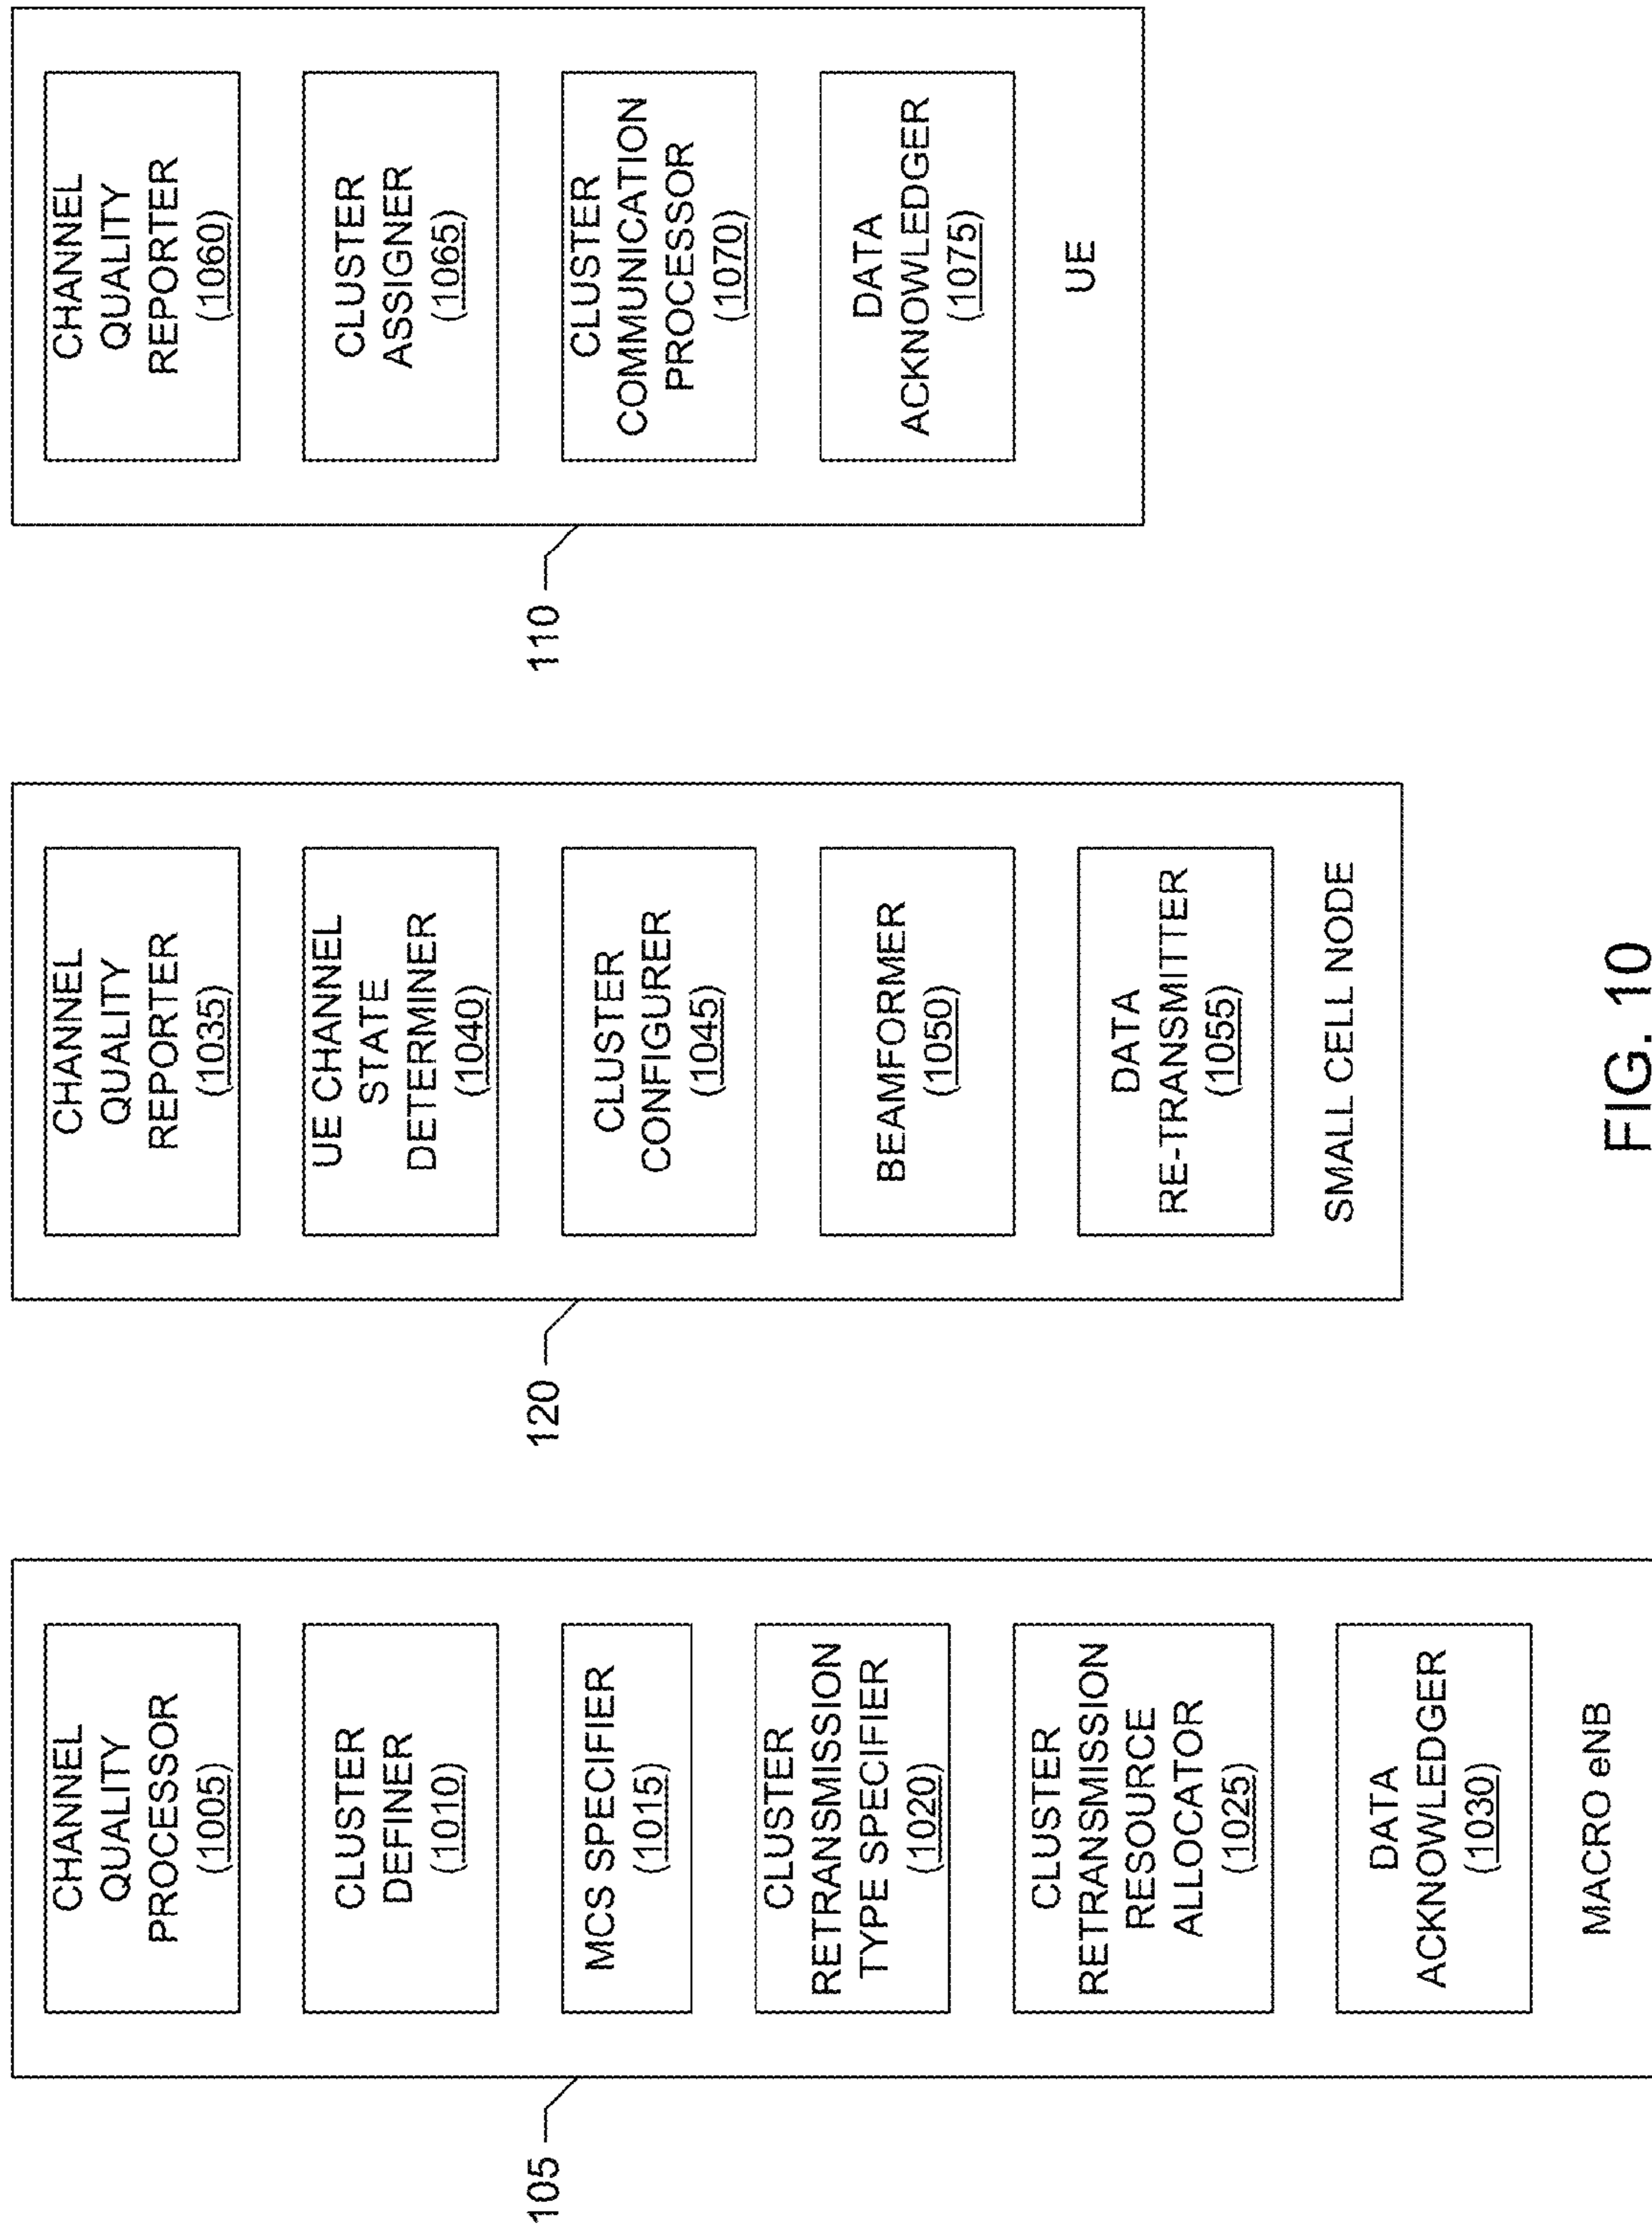 105
CHANNEL
QUALITY
PROCESSOR
(1005)
CLUSTER
DEFINER
(1010)
MCS SPECIFIER
(1015)
CLUSTER
RETRANSMISSION
TYPE SPECIFIER
(1020)
CLUSTER
RETRANSMISSION
RESOURCE
ALLOCATOR
(1025)
DATA
ACKNOWLEDGER
(1030)
MACRO eNB
120
CHANNEL
QUALITY
REPORTER
(1035)
UE CHANNEL
STATE
DETERMINER
(1040)
CLUSTER
CONFIGURER
(1045)
BEAMFORMER
(1050)
DATA
RE-TRANSMITTER
(1055)
SMALL CELL NODE
110
CHANNEL
QUALITY
REPORTER
(1060)
CLUSTER
ASSIGNER
(1065)
CLUSTER
COMMUNICATION
PROCESSOR
(1070)
DATA
ACKNOWLEDGER
(1075)
UE
FIG. 10